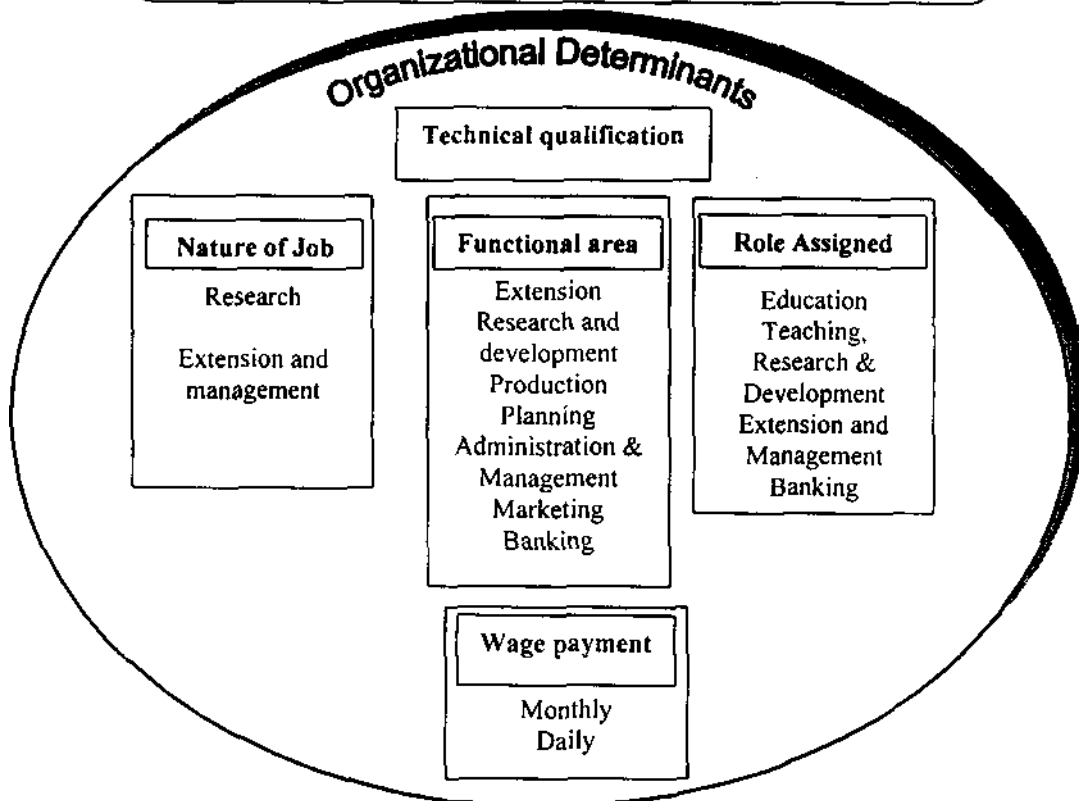 Organizational Determinants
Technical qualification
Nature of Job
Research
Extension and
management
Functional area
Extension
Research and
development
Production
Planning
Administration &
Management
Marketing
Banking
Role Assigned
Education
Teaching,
Research &
Development
Extension and
Management
Banking
Wage payment
Monthly
Daily